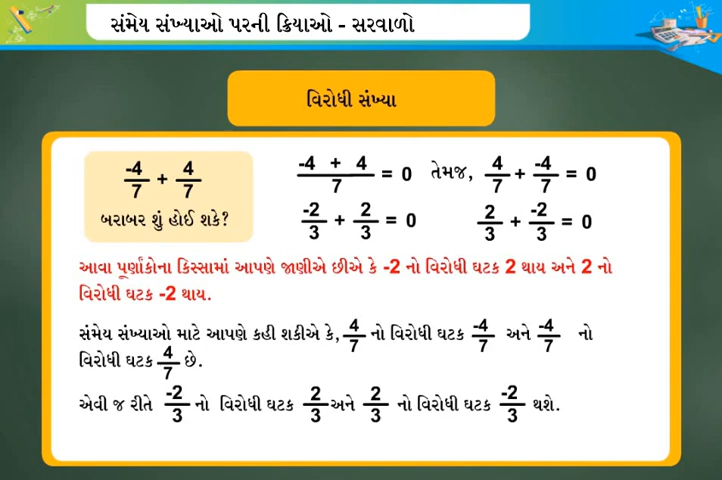 સંમેય સંખ્યાઓ પરની ક્રિયાઓ - સરવાળો
વિરોધી સંખ્યા
-4/7 + 4/7
બરાબર શું હોઈ શકે?
(-4 + 4)/7 = 0 તેમજ, 4/7 + -4/7 = 0
-2/3 + 2/3 = 0 2/3 + -2/3 = 0
આવા પૂર્ણાંકોના કિસ્સામાં આપણે જાણીએ છીએ કે -2 નો વિરોધી ઘટક 2 થાય અને 2 નો
વિરોધી ઘટક -2 થાય.
સંમેય સંખ્યાઓ માટે આપણે કહી શકીએ કે, 4/7 નો વિરોધી ઘટક -4/7 અને -4/7 નો
વિરોધી ઘટક 4/7 છે.
એવી જ રીતે -2/3 નો વિરોધી ઘટક 2/3 અને 2/3 નો વિરોધી ઘટક -2/3 થશે.